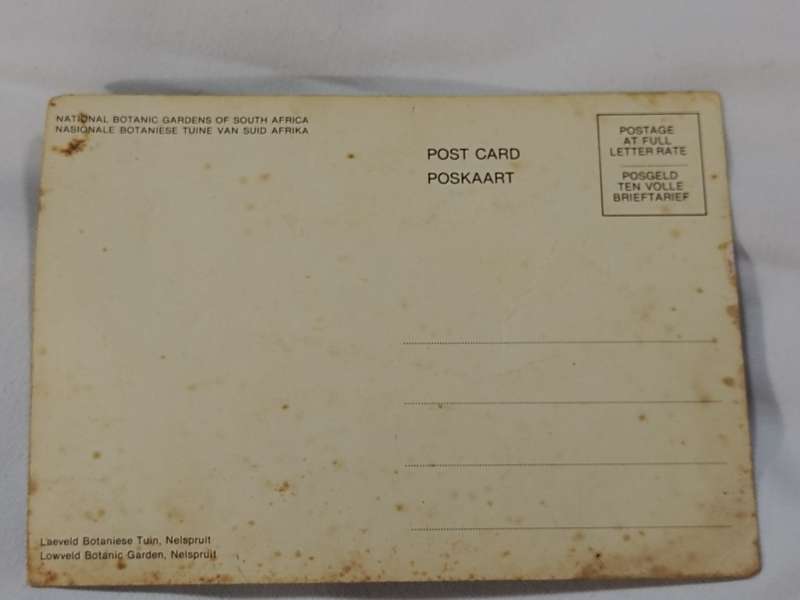 NATIONAL BOTANIC GARDENS OF SOUTH AFRICA
NASIONALE BOTANIESE TUINE VAN SUID AFRIKA
POST CARD
POSKAART
POSTAGE
AT FULL
LETTER RATE
POSGELD
TEN VOLLE
BRIEFTARIEF
Laeveld Botaniese Tuin, Nelspruit
Lowveld Botanic Garden, Nelspruit